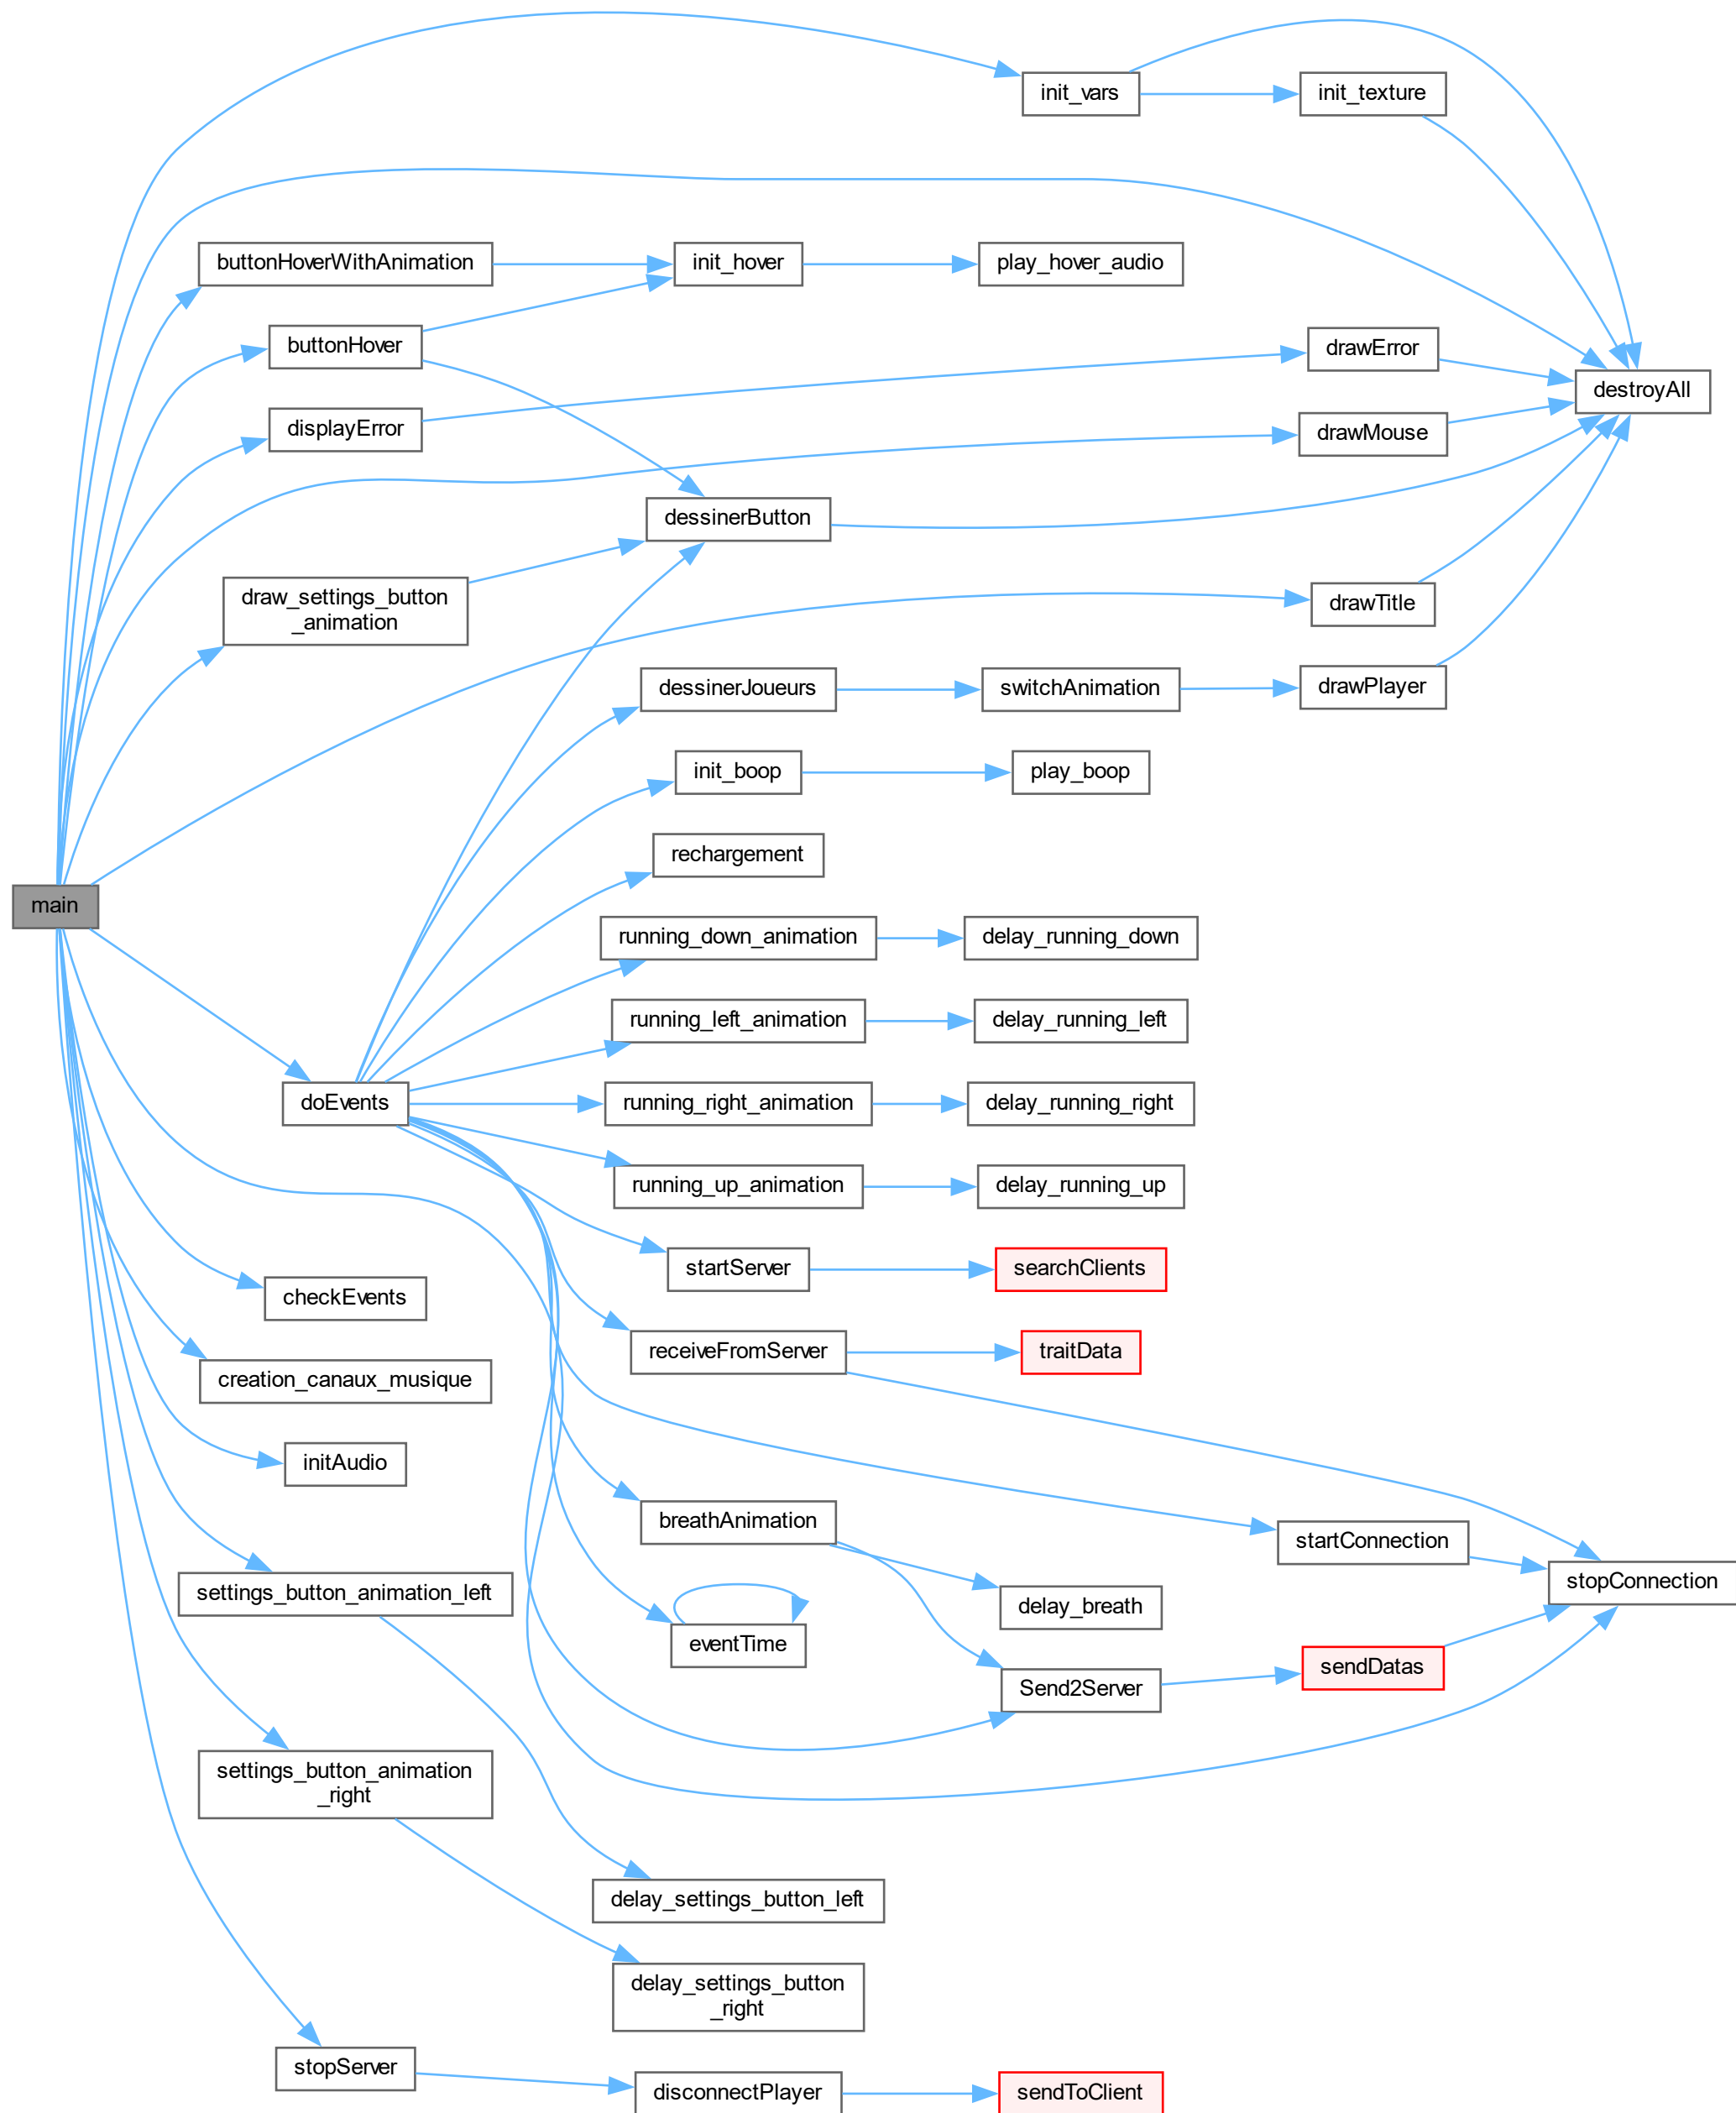 init_vars
init_texture
buttonHoverWithAnimation
init_hover
play_hover_audio
buttonHover
drawError
destroyAll
displayError
drawMouse
dessinerButton
draw_settings_button
_animation
drawTitle
dessinerJoueurs
switchAnimation
drawPlayer
init_boop
play_boop
rechargement
main
running_down_animation
delay_running_down
running_left_animation
delay_running_left
doEvents
running_right_animation
delay_running_right
running_up_animation
delay_running_up
startServer
searchClients
checkEvents
receiveFromServer
traitData
creation_canaux_musique
initAudio
breathAnimation
startConnection
stopConnection
settings_button_animation_left
delay_breath
eventTime
sendDatas
Send2Server
settings_button_animation
_right
delay_settings_button_left
delay_settings_button
_right
stopServer
disconnectPlayer
sendToClient